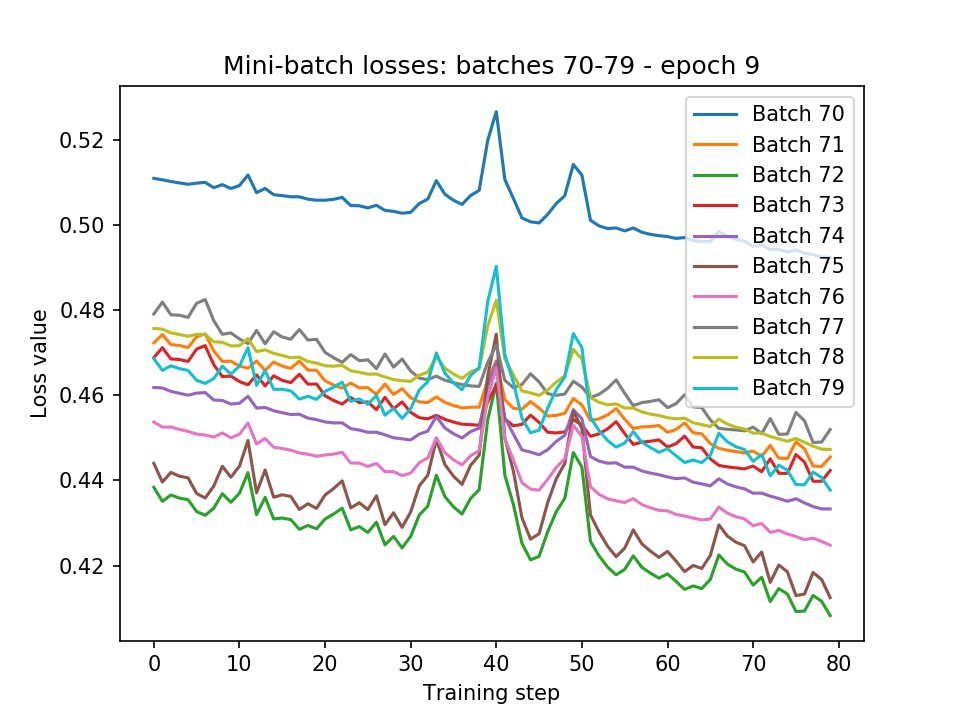 Mini-batch losses: batches 70-79 - epoch 9
Loss value
0.52
0.50
0.48
0.46
0.44
0.42
0
10
20
30
40
50
60
70
80
Training step
Batch 70
Batch 71
Batch 72
Batch 73
Batch 74
Batch 75
Batch 76
Batch 77
Batch 78
Batch 79